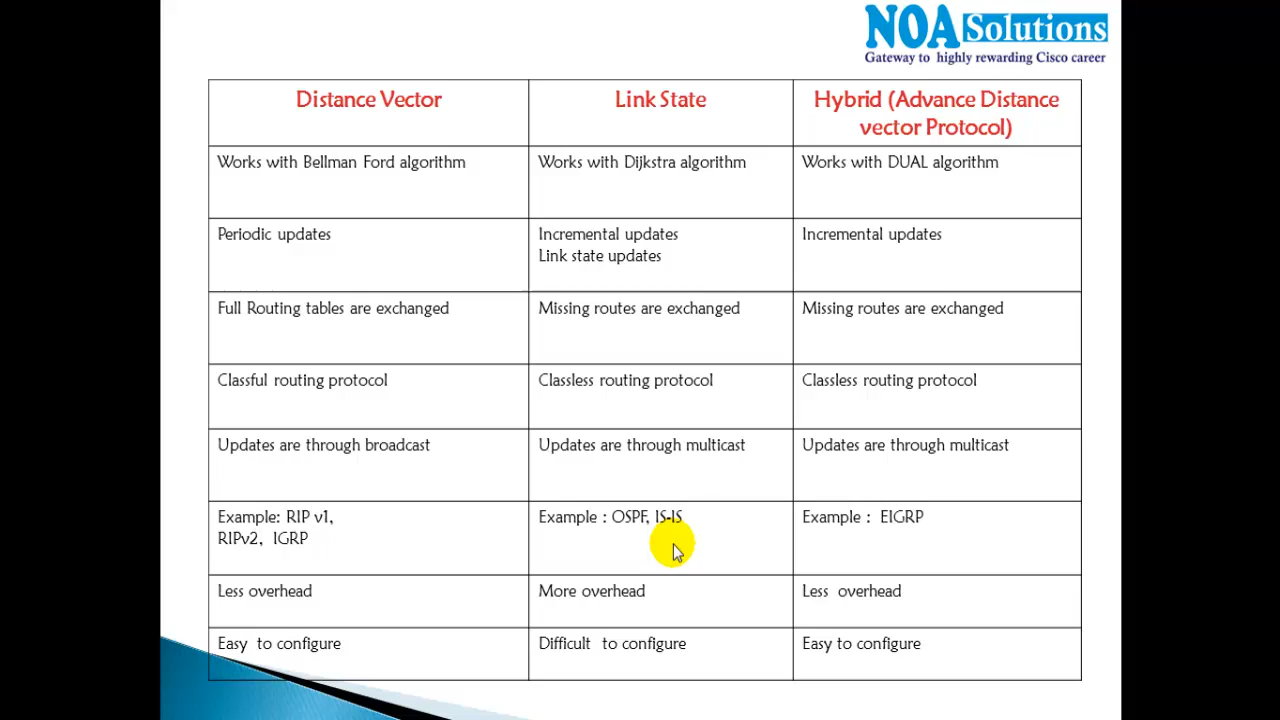 NOA Solutions
Gateway to highly rewarding Cisco career
Distance Vector
Link State
Hybrid (Advance Distance
vector Protocol)
Works with Bellman Ford algorithm
Works with Dijkstra algorithm
Works with DUAL algorithm
Periodic updates
Incremental updates
Link state updates
Incremental updates
Full Routing tables are exchanged
Missing routes are exchanged
Missing routes are exchanged
Classful routing protocol
Classless routing protocol
Classless routing protocol
Updates are through broadcast
Updates are through multicast
Updates are through multicast
Example: RIP v1,
RIPv2, IGRP
Example : OSPF, IS-IS
Example : EIGRP
Less overhead
More overhead
Less overhead
Easy to configure
Difficult to configure
Easy to configure